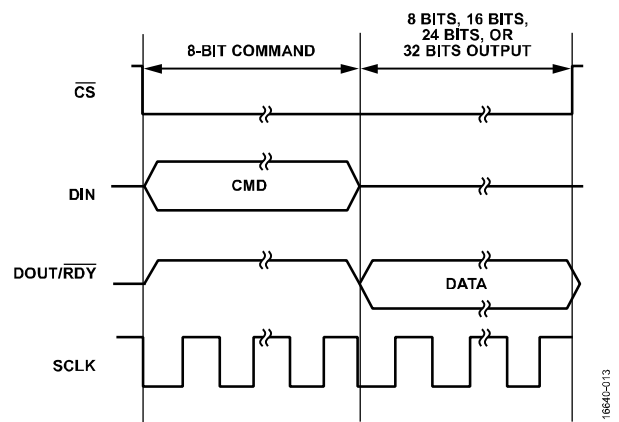 8 BITS, 16 BITS,
24 BITS, OR
8-BIT COMMAND
32 BITS OUTPUT
CS
DIN
CMD
DOUT/RDY
DATA
SCLK
16640-013